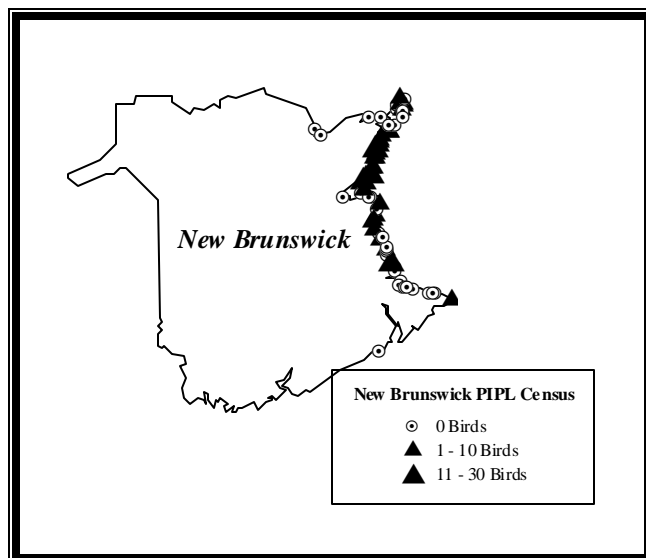 New Brunswick
New Brunswick PIPL Census
0 Birds
1 - 10 Birds
11 - 30 Birds